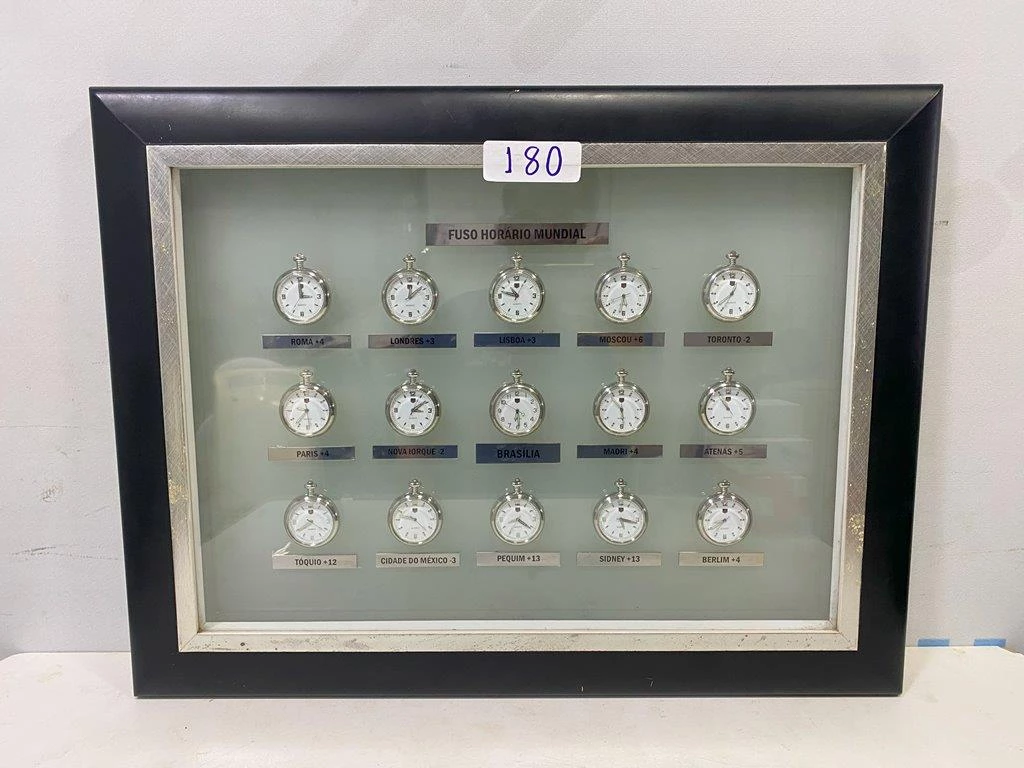 180
FUSO HORÁRIO MUNDIAL
ROMA +4
LONDRES +3
LISBOA +3
MOSCOU +6
TORONTO -2
PARIS +4
NOVA IORQUE -2
BRASÍLIA
MADRI +4
ATENAS +5
TÓQUIO +12
CIDADE DO MÉXICO -3
PEQUIM +13
SIDNEY +13
BERLIM +4